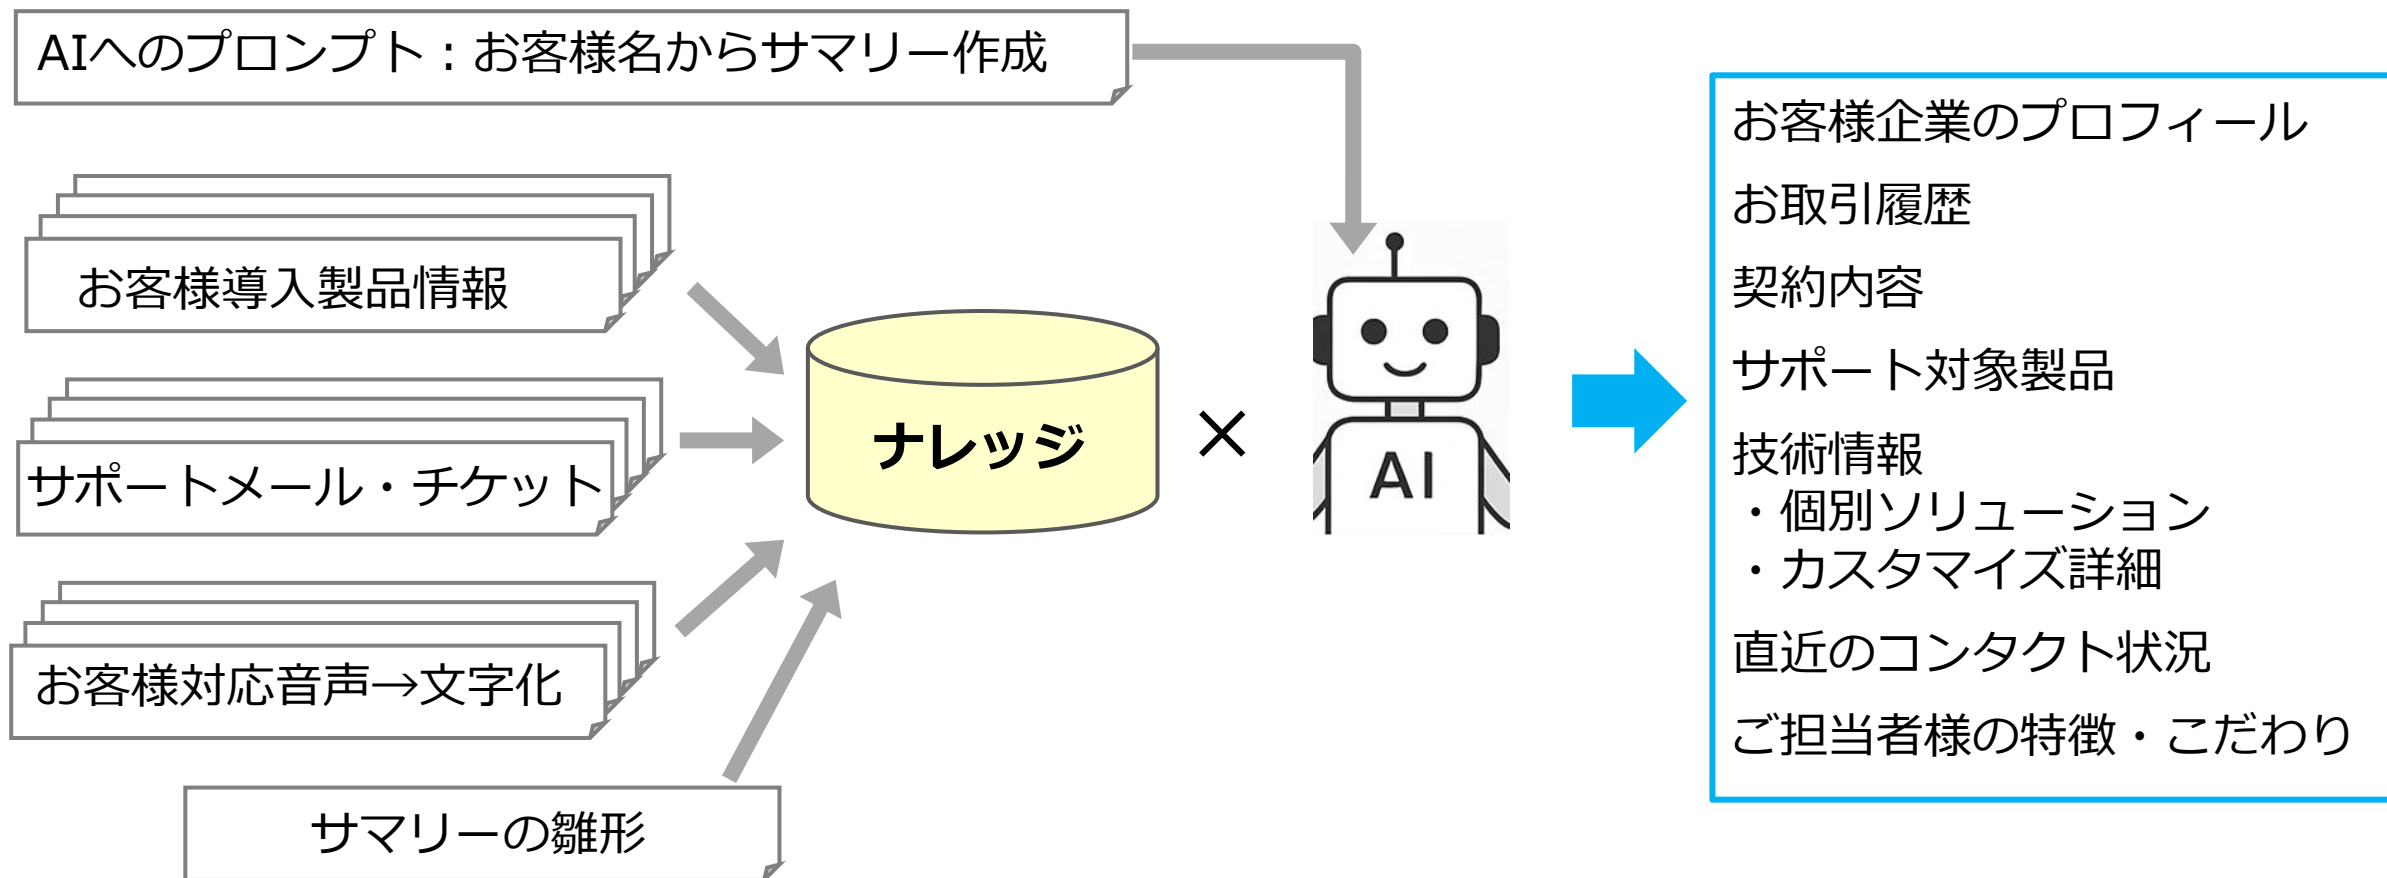 AIへのプロンプト：お客様名からサマリー作成
お客様導入製品情報
サポートメール・チケット
お客様対応音声→文字化
サマリーの雛形
ナレッジ
×
AI
お客様企業のプロフィール
お取引履歴
契約内容
サポート対象製品
技術情報
・個別ソリューション
・カスタマイズ詳細
直近のコンタクト状況
ご担当者様の特徴・こだわり